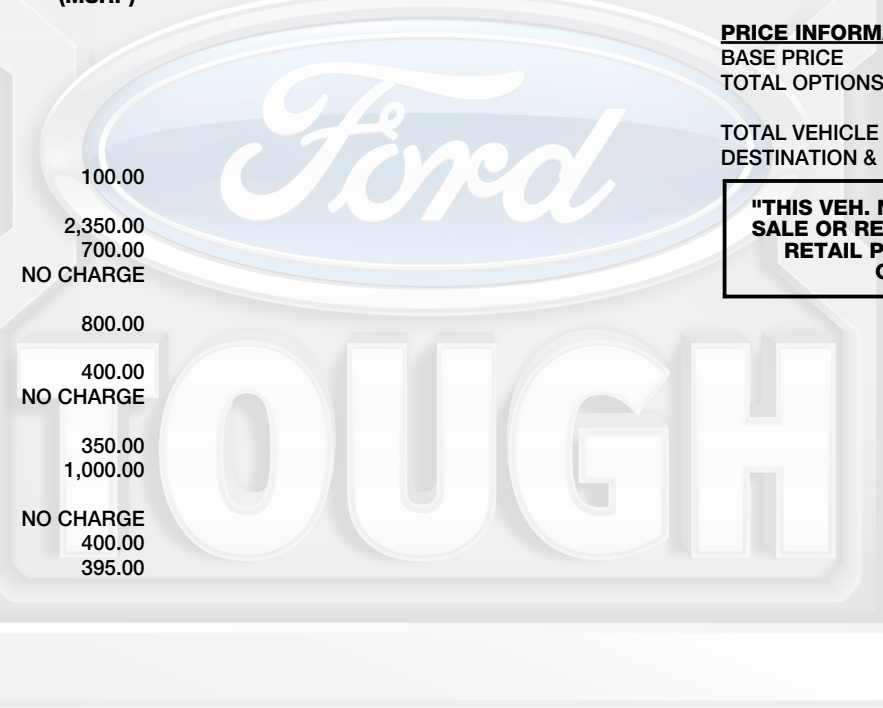 (MSRP)
100.00
2,350.00
700.00
NO CHARGE
800.00
400.00
NO CHARGE
350.00
1,000.00
NO CHARGE
400.00
395.00
Ford
TOUGH
PRICE INFORMA
BASE PRICE
TOTAL OPTIONS
TOTAL VEHICLE
DESTINATION &
"THIS VEH. N
SALE OR RE
RETAIL P